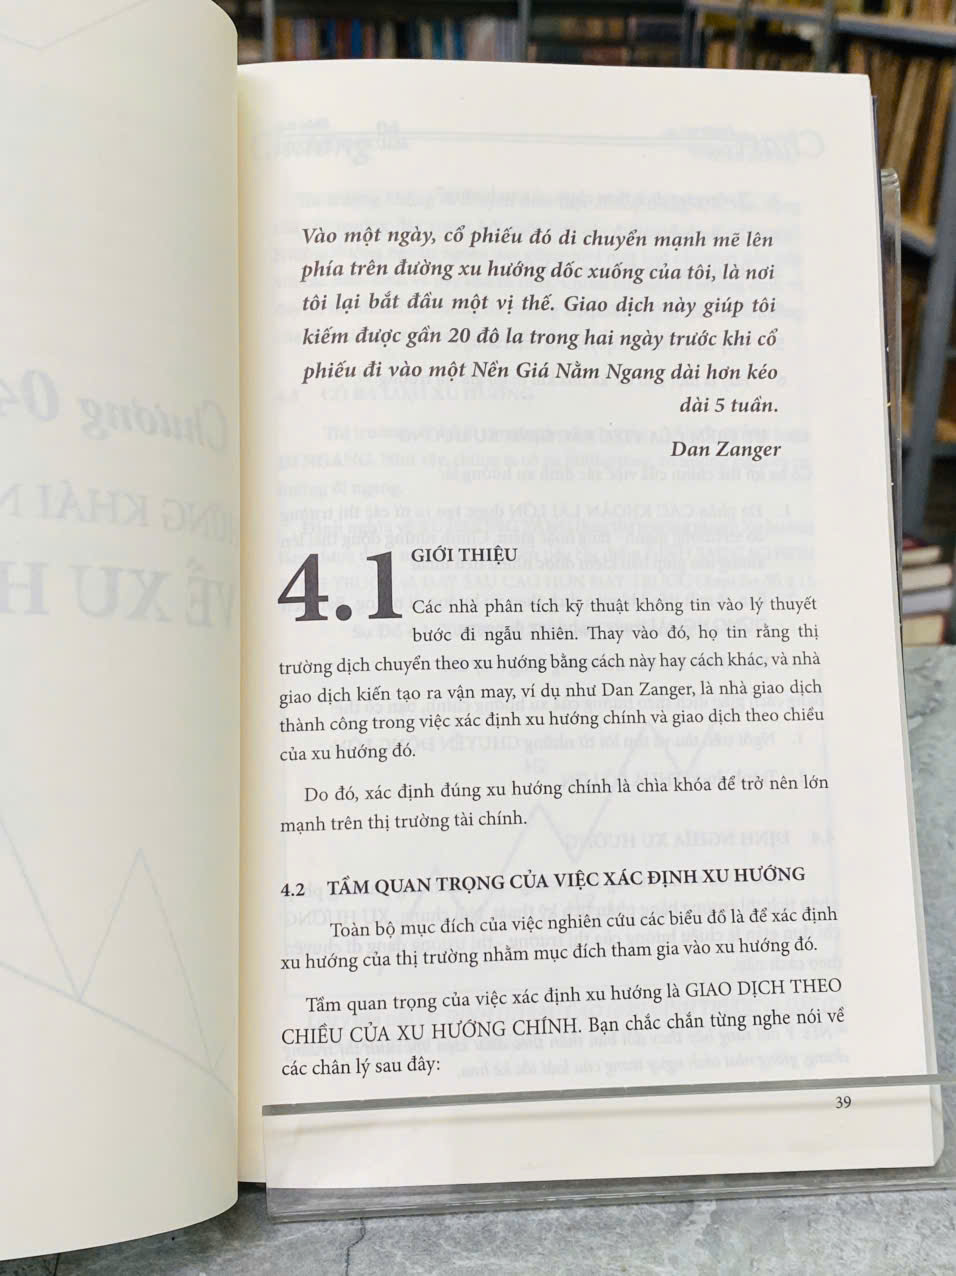 Vào một ngày, cổ phiếu đó di chuyển mạnh mẽ lên
phía trên đường xu hướng dốc xuống của tôi, là nơi
tôi lại bắt đầu một vị thế. Giao dịch này giúp tôi
kiếm được gần 20 đô la trong hai ngày trước khi cổ
phiếu đi vào một Nền Giá Nằm Ngang dài hơn kéo
dài 5 tuần.
Dan Zanger
4.1 GIỚI THIỆU
Các nhà phân tích kỹ thuật không tin vào lý thuyết
bước đi ngẫu nhiên. Thay vào đó, họ tin rằng thị
trường dịch chuyển theo xu hướng bằng cách này hay cách khác, và nhà
giao dịch kiến tạo ra vận may, ví dụ như Dan Zanger, là nhà giao dịch
thành công trong việc xác định xu hướng chính và giao dịch theo chiều
của xu hướng đó.
Do đó, xác định đúng xu hướng chính là chìa khóa để trở nên lớn
mạnh trên thị trường tài chính.
4.2 TẦM QUAN TRỌNG CỦA VIỆC XÁC ĐỊNH XU HƯỚNG
Toàn bộ mục đích của việc nghiên cứu các biểu đồ là để xác định
xu hướng của thị trường nhằm mục đích tham gia vào xu hướng đó.
Tầm quan trọng của việc xác định xu hướng là GIAO DỊCH THEO
CHIỀU CỦA XU HƯỚNG CHÍNH. Bạn chắc chắn từng nghe nói về
các chân lý sau đây:
39